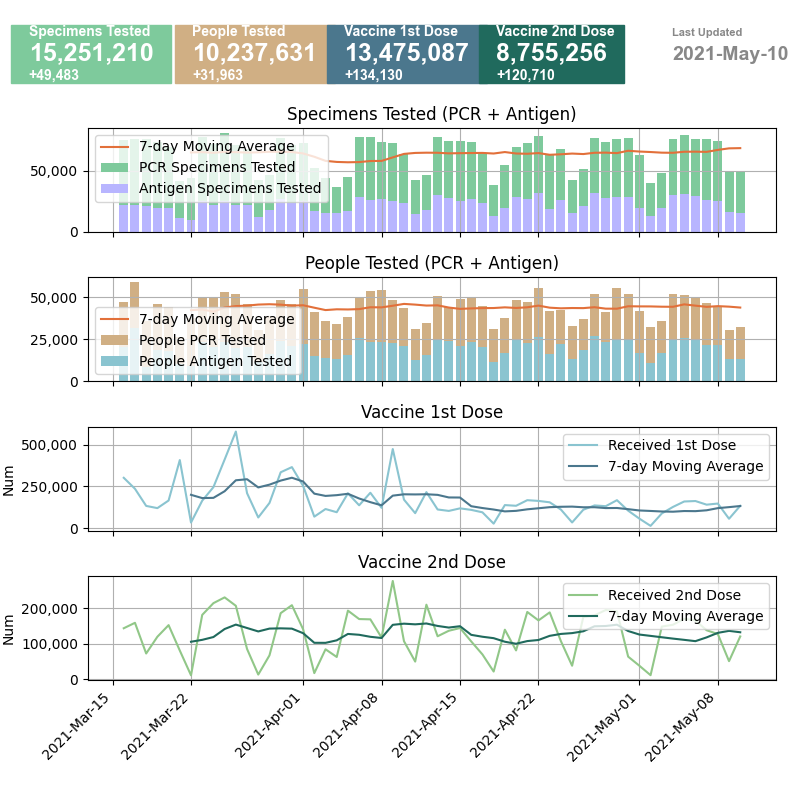 Specimens Tested
15,251,210
+49,483
People Tested
10,237,631
+31,963
Vaccine 1st Dose
13,475,087
+134,130
Vaccine 2nd Dose
8,755,256
+120,710
Last Updated
2021-May-10
Specimens Tested (PCR + Antigen)
50,000
0
7-day Moving Average
PCR Specimens Tested
Antigen Specimens Tested
People Tested (PCR + Antigen)
50,000
25,000
0
7-day Moving Average
People PCR Tested
People Antigen Tested
Vaccine 1st Dose
Num
500,000
250,000
0
Received 1st Dose
7-day Moving Average
Vaccine 2nd Dose
Num
200,000
100,000
0
Received 2nd Dose
7-day Moving Average
2021-Mar-15
2021-Mar-22
2021-Apr-01
2021-Apr-08
2021-Apr-15
2021-Apr-22
2021-May-01
2021-May-08